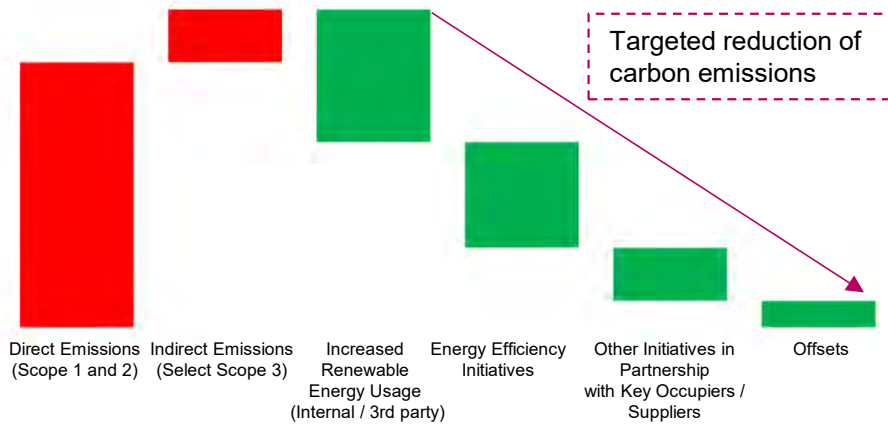 Targeted reduction of
carbon emissions
Direct Emissions
(Scope 1 and 2)
Indirect Emissions
(Select Scope 3)
Increased
Renewable
Energy Usage
(Internal / 3rd party)
Energy Efficiency
Initiatives
Other Initiatives in
Partnership
with Key Occupiers /
Suppliers
Offsets